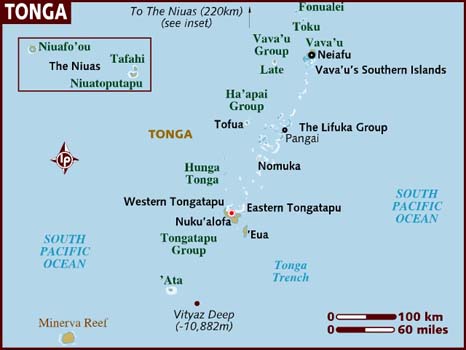 TONGA
To The Niuas (220km)
(see inset)
Fonualei
Toku
Vava'u
Niuafo'ou
The Niuas
Tafahi
Niuatoputapu
Vava'u
Group
Late
Neiafu
Vava'u's Southern Islands
Ha'apai
Group
Tofua
The Lifuka Group
Pangai
TONGA
Nomuka
Hunga
Tonga
Western Tongatapu
Eastern Tongatapu
Nuku'alofa
'Eua
Tongatapu
Group
SOUTH
PACIFIC
OCEAN
SOUTH
PACIFIC
OCEAN
Tonga
Trench
'Ata
Vityaz Deep
(-10,882m)
Minerva Reef
0 100 km
0 60 miles
lp